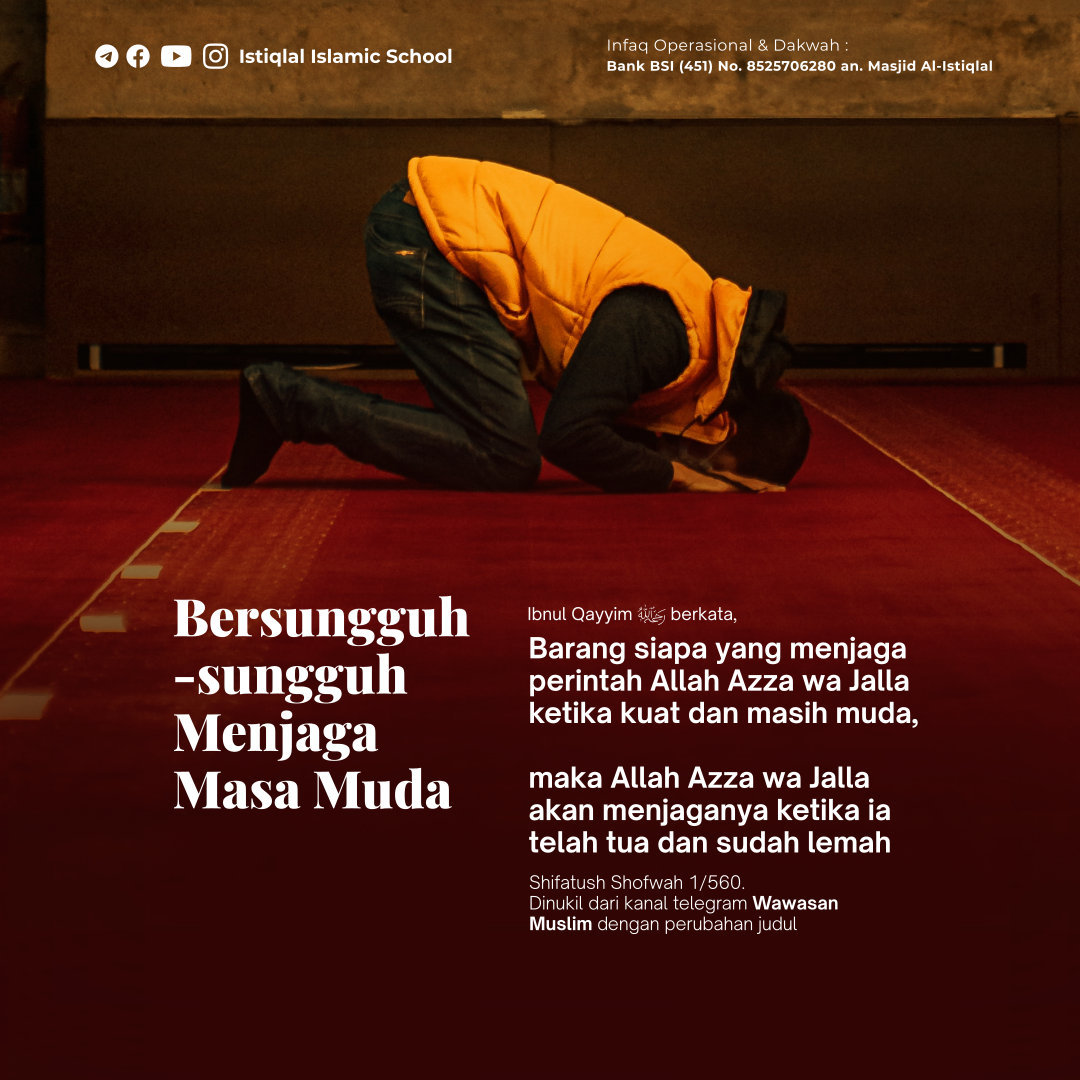 Istiqlal Islamic School
Infaq Operasional & Dakwah :
Bank BSI (451) No. 8525706280 an. Masjid Al-Istiqlal
Bersungguh
-sungguh
Menjaga
Masa Muda
Ibnul Qayyim رحمه الله berkata,
Barang siapa yang menjaga
perintah Allah Azza wa Jalla
ketika kuat dan masih muda,
maka Allah Azza wa Jalla
akan menjaganya ketika ia
telah tua dan sudah lemah
Shifatush Shofwah 1/560.
Dinukil dari kanal telegram Wawasan
Muslim dengan perubahan judul